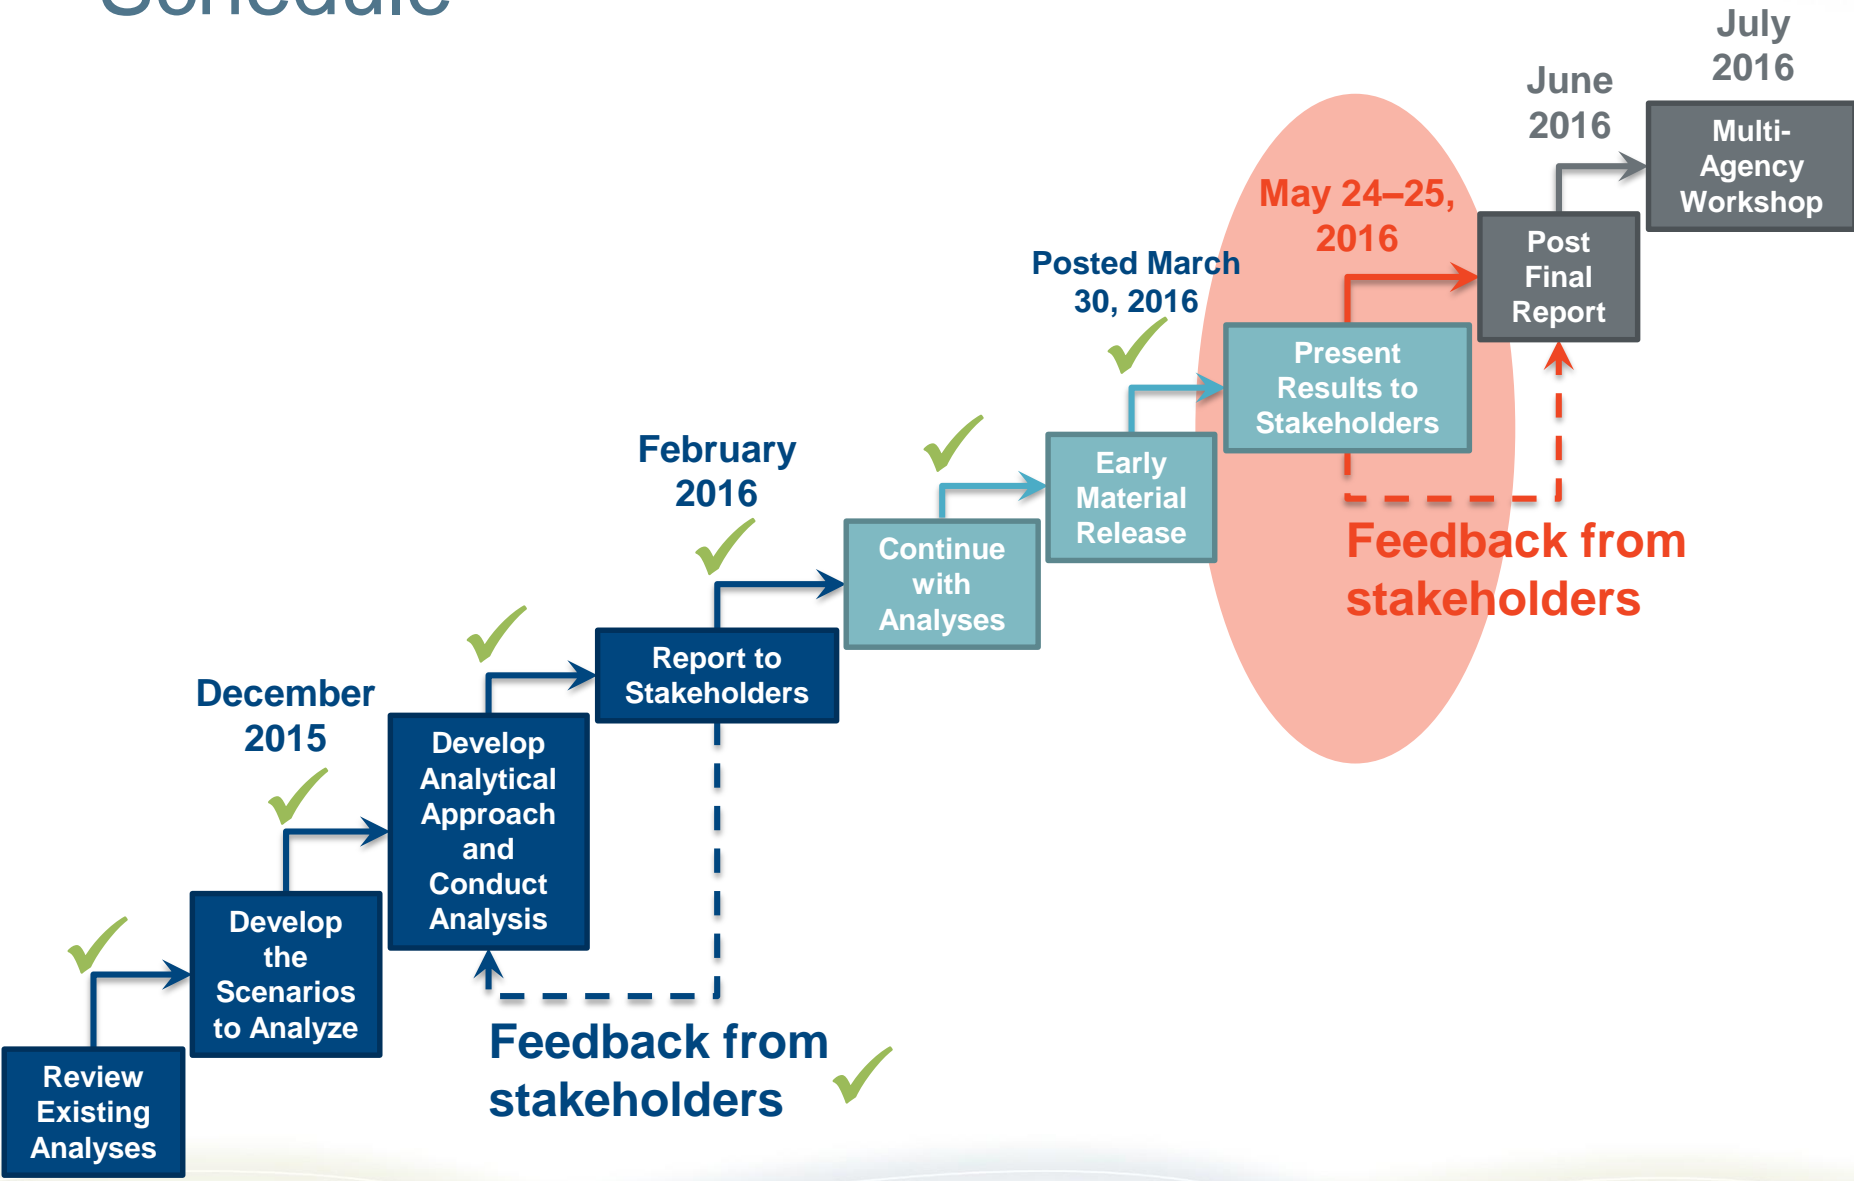 Schedule
July
2016
June
2016
Multi-
Agency
Workshop
May 24–25,
2016
Post
Final
Report
Posted March
30, 2016
Present
Results to
Stakeholders
February
2016
Early
Material
Release
Feedback from
stakeholders
Continue
with
Analyses
Report to
Stakeholders
December
2015
Develop
Analytical
Approach
and
Conduct
Analysis
Develop
the
Scenarios
to Analyze
Feedback from
stakeholders
Review
Existing
Analyses